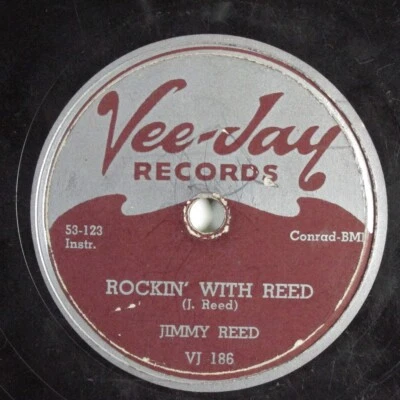 Vee-Jay
RECORDS
53-123
Instr.
Conrad-BMI
ROCKIN' WITH REED
(J. Reed)
JIMMY REED
VJ 186